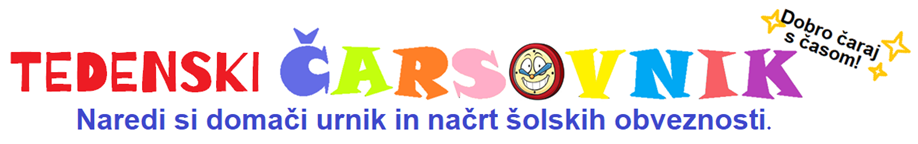 TEDENSKI ČARSOVNIK
Dobro čaraj
s časom!
Naredi si domači urnik in načrt šolskih obveznosti.